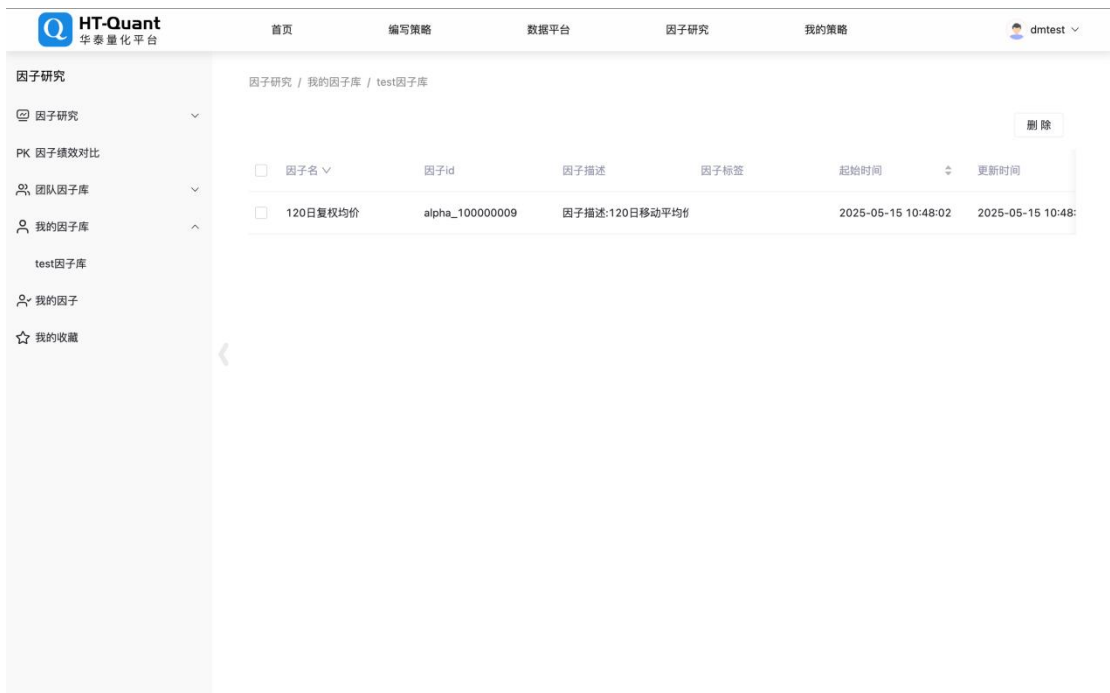 HT-Quant
华泰量化平台
首页 编写策略 数据平台 因子研究 我的策略 dmtest
因子研究
因子研究
PK 因子绩效对比
团队因子库
我的因子库
test因子库
我的因子
我的收藏
因子研究 / 我的因子库 / test因子库
删 除
因子名 因子id 因子描述 因子标签 起始时间 更新时间
120日复权均价 alpha_100000009 因子描述:120日移动平均 2025-05-15 10:48:02 2025-05-15 10:48: